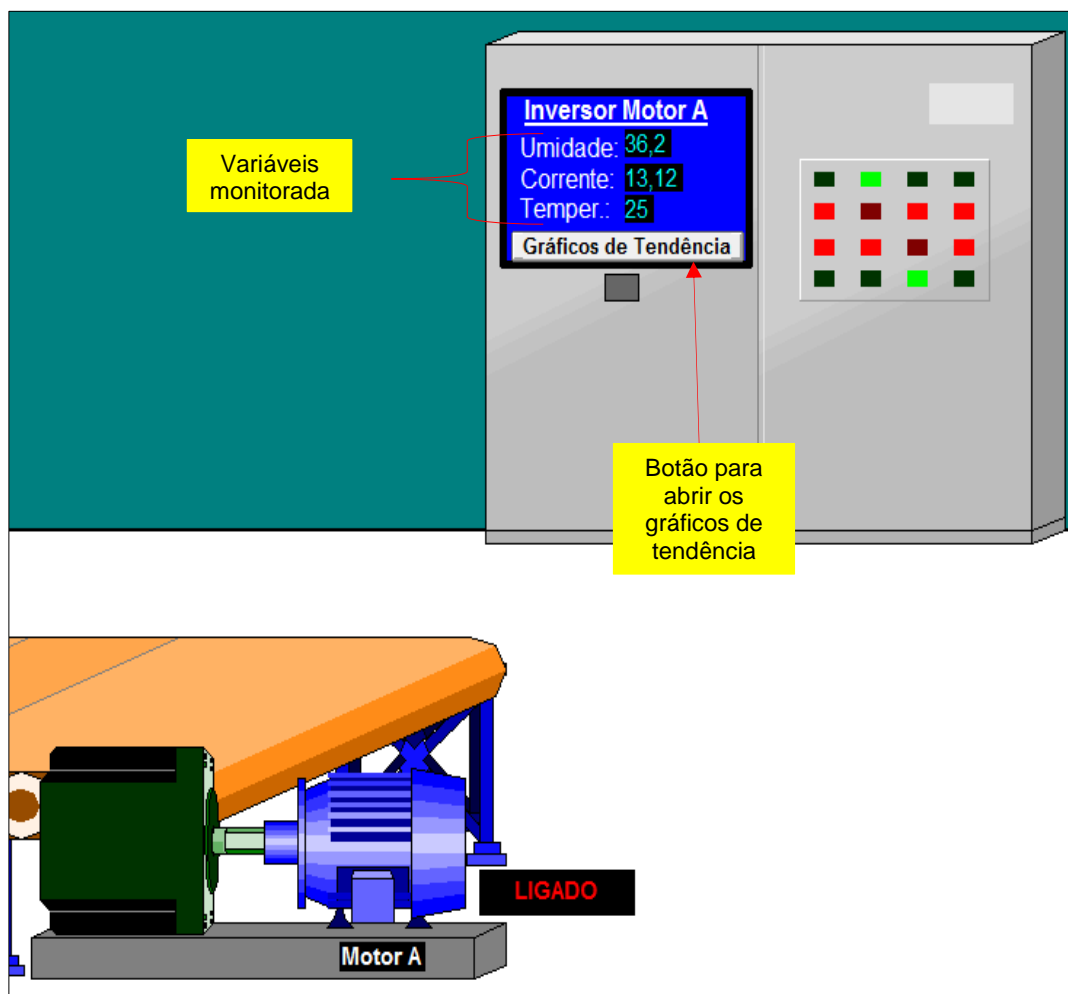 Inversor Motor A
Umidade: 36,2
Corrente: 13,12
Temper.: 25
Gráficos de Tendência
Variáveis
monitorada
Botão para
abrir os
gráficos de
tendência
LIGADO
Motor A